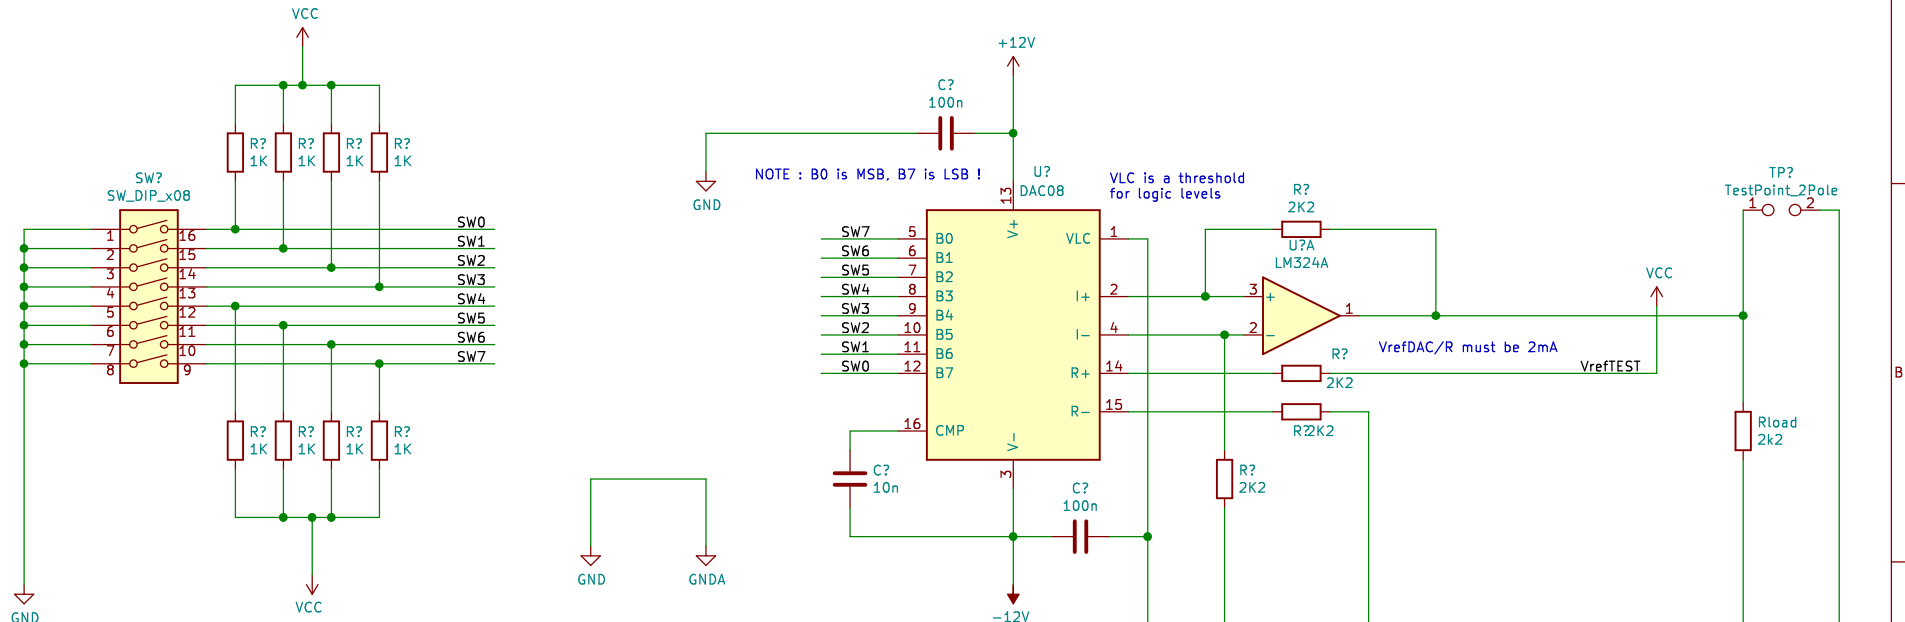 VCC
+12V
C?
100n
R?
1K
R?
1K
R?
1K
R?
1K
SW?
SW_DIP_x08
1
2
3
4
5
6
7
8
16
15
14
13
12
11
10
9
SW0
SW1
SW2
SW3
SW4
SW5
SW6
SW7
R?
1K
R?
1K
R?
1K
R?
1K
VCC
GND
GND
NOTE : B0 is MSB, B7 is LSB !
U?
DAC08
13
V+
VLC is a threshold
for logic levels
SW7
SW6
SW5
SW4
SW3
SW2
SW1
SW0
5
6
7
8
9
10
11
12
16
B0
B1
B2
B3
B4
B5
B6
B7
CMP
VLC
I+
I-
R+
R-
1
2
4
14
15
V-
3
C?
10n
C?
100n
GND
GNDA
-12V
R?
2K2
U?A
LM324A
3
+
2
-
1
VrefDAC/R must be 2mA
R?
2K2
R?
2K2
R?
2K2
VrefTEST
VCC
TP?
TestPoint_2Pole
1
2
Rload
2k2
B